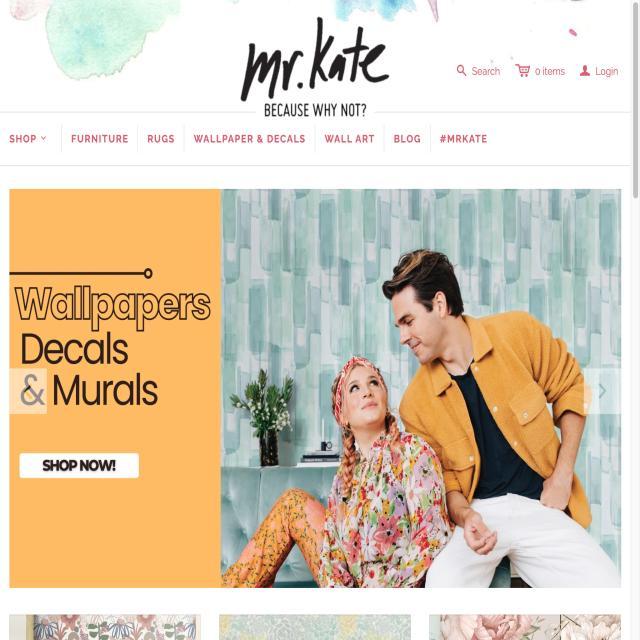 mr. kate
BECAUSE WHY NOT?
Search
0 items
Login
SHOP
FURNITURE
RUGS
WALLPAPER & DECALS
WALL ART
BLOG
#MRKATE
Wallpapers
Decals
& Murals
SHOP NOW!